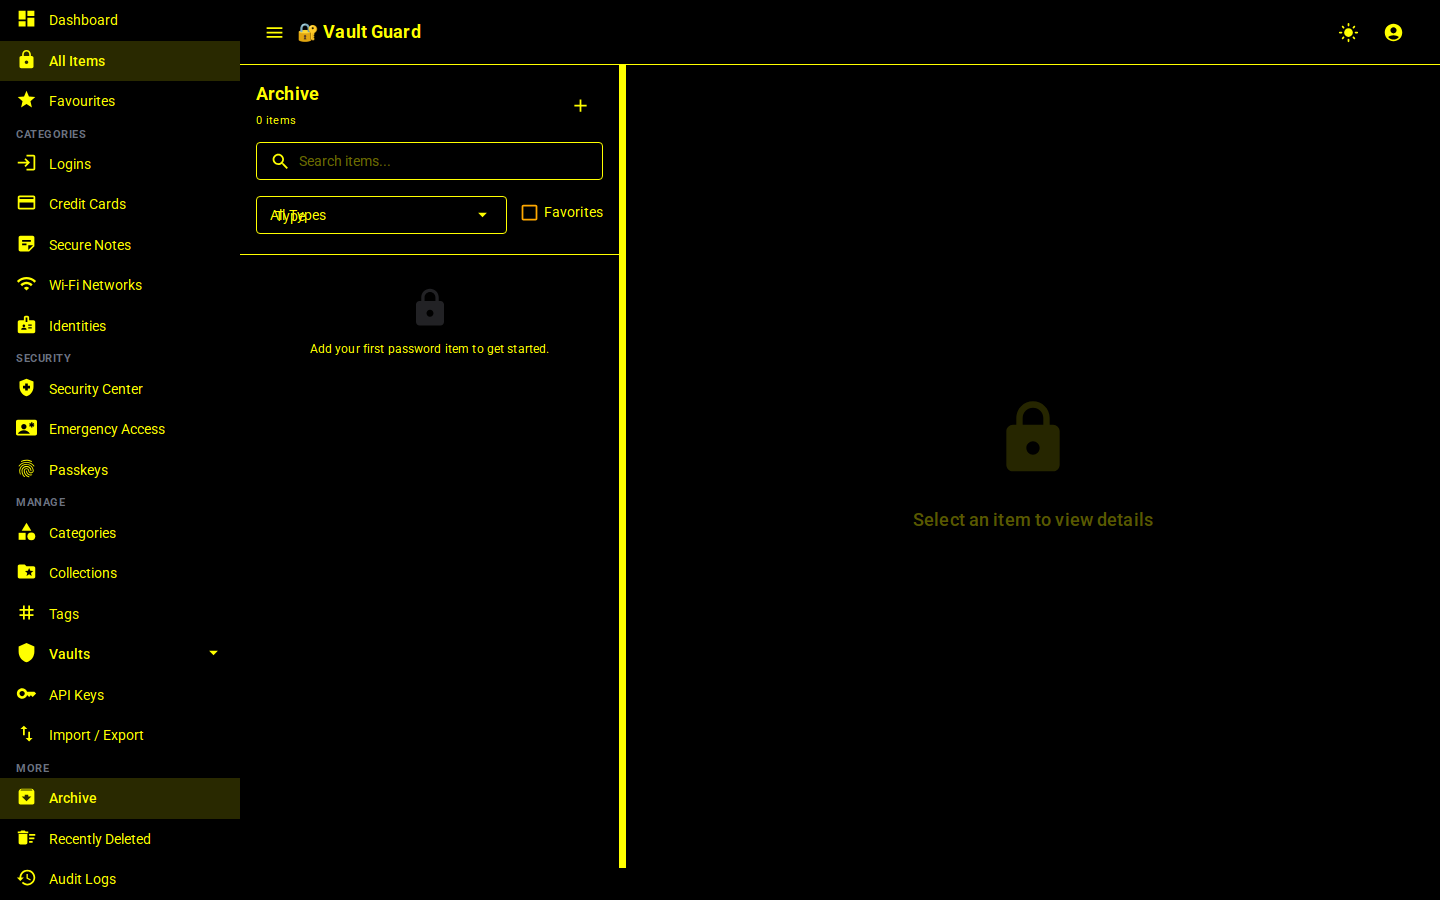 Dashboard
All Items
Favourites
CATEGORIES
Logins
Credit Cards
Secure Notes
Wi-Fi Networks
Identities
SECURITY
Security Center
Emergency Access
Passkeys
MANAGE
Categories
Collections
Tags
Vaults
API Keys
Import / Export
MORE
Archive
Recently Deleted
Audit Logs
🔐 Vault Guard
Archive
0 items
Search items...
Type
All Types
Favorites
Add your first password item to get started.
Select an item to view details